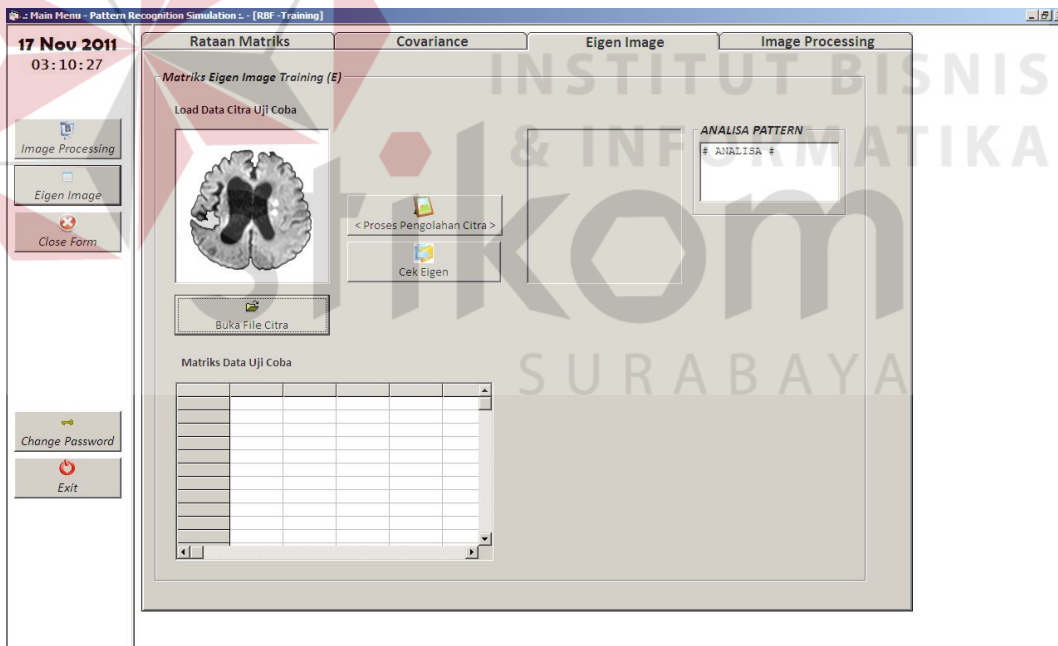 .: Main Menu - Pattern Recognition Simulation :. - [RBF -Training]
17 Nov 2011
03:10:27
Image Processing
Eigen Image
Close Form
Change Password
Exit
Rataan Matriks
Covariance
Eigen Image
Image Processing
Matriks Eigen Image Training (E)
Load Data Citra Uji Coba
< Proses Pengolahan Citra >
Cek Eigen
Buka File Citra
ANALISA PATTERN
# ANALISA #
Matriks Data Uji Coba
INSTITUT BISNIS
& INFORMATIKA
stikom
SURABAYA